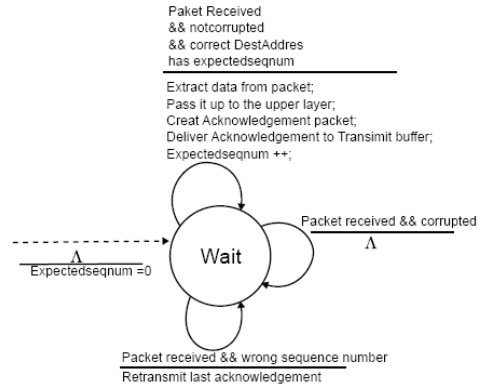 Paket Received
&& notcorrupted
&& correct DestAddres
has expectedseqnum
Extract data from packet;
Pass it up to the upper layer;
Creat Acknowledgement packet;
Deliver Acknowledgement to Transimit buffer;
Expectedseqnum ++;
Packet received && corrupted
Λ
Wait
Λ
Expectedseqnum =0
Packet received && wrong sequence number
Retransmit last acknowledgement